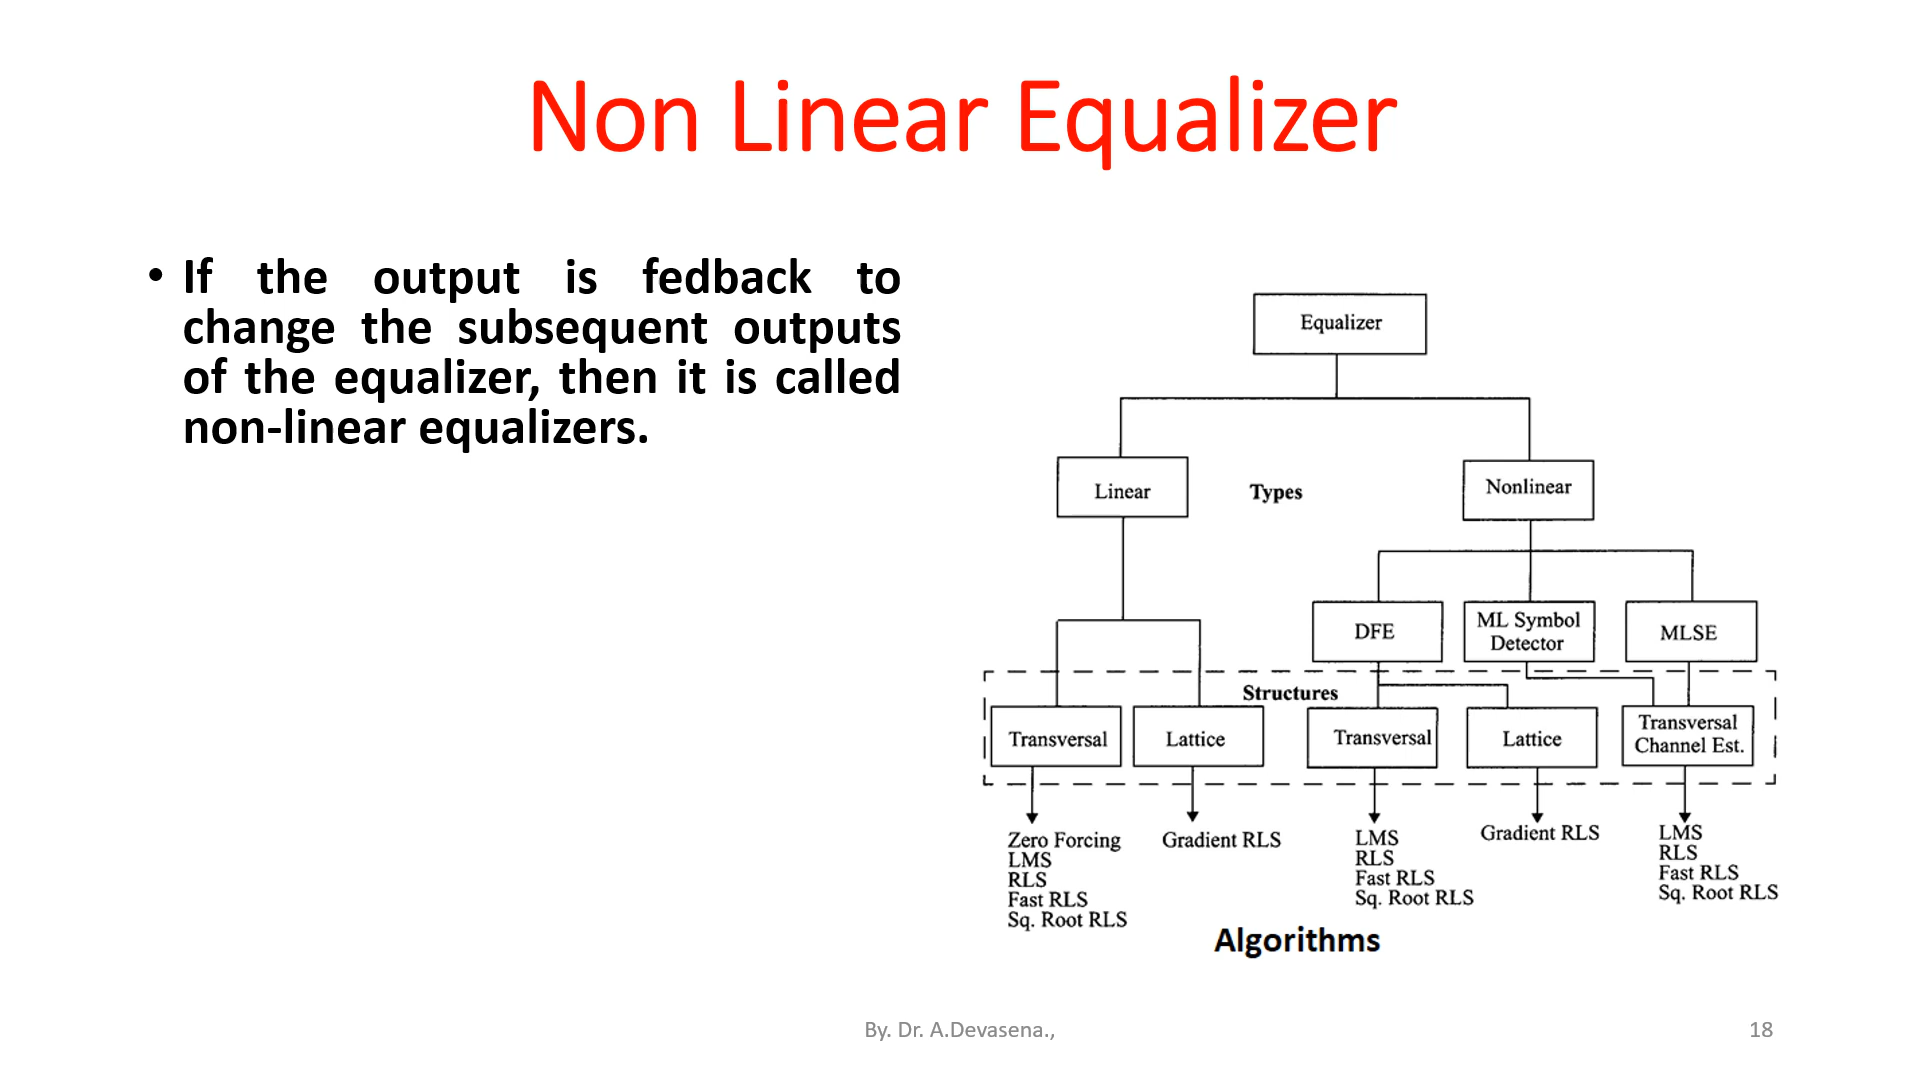 Non Linear Equalizer
• If the output is fedback to
change the subsequent outputs
of the equalizer, then it is called
non-linear equalizers.
Equalizer
Linear
Types
Nonlinear
DFE
ML Symbol
Detector
MLSE
Structures
Transversal
Lattice
Transversal
Lattice
Transversal
Channel Est.
Zero Forcing
LMS
RLS
Fast RLS
Sq. Root RLS
Gradient RLS
LMS
RLS
Fast RLS
Sq. Root RLS
Gradient RLS
LMS
RLS
Fast RLS
Sq. Root RLS
Algorithms
By. Dr. A.Devasena.,
18